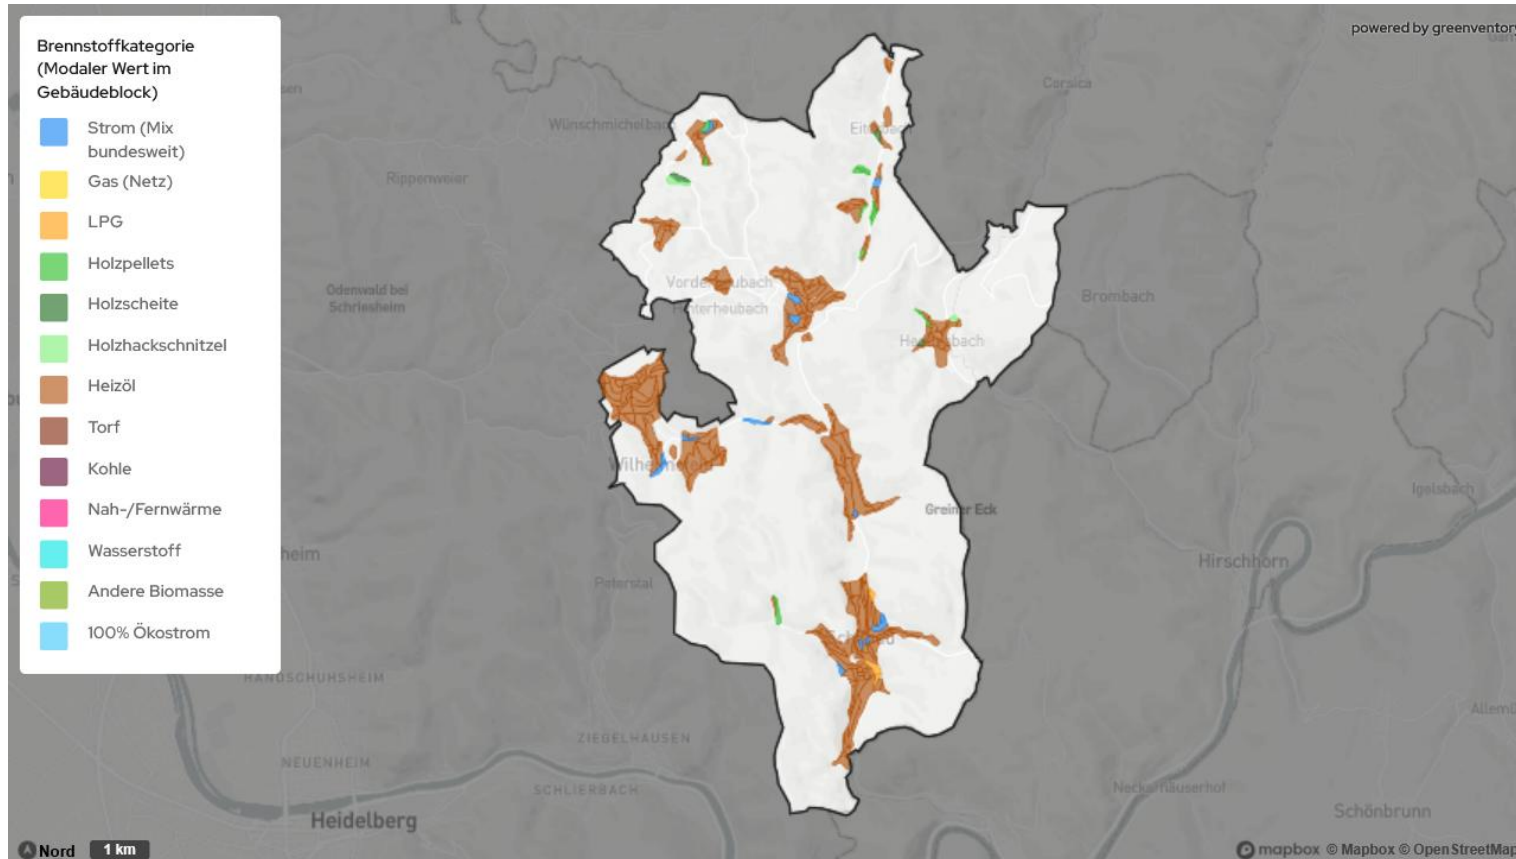 Brennstoffkategorie
(Modaler Wert im
Gebäudeblock)
Strom (Mix
bundesweit)
Gas (Netz)
LPG
Holzpellets
Holzscheite
Holzhackschnitzel
Heizöl
Torf
Kohle
Nah-/Fernwärme
Wasserstoff
Andere Biomasse
100% Ökostrom
powered by greenventory
Corsica
Wünschmichelbach
Rippenweier
Odenwald bei
Schriesheim
Hinterheubach
Brombach
Igelsbach
Greiner Eck
Hirschhorn
heim
Peterstal
HANDSCHUHSHEIM
ZIEGELHAUSEN
NEUENHEIM
SCHLIERBACH
Neckarhäuserhof
Schönbrunn
Heidelberg
Nord
1 km
mapbox © Mapbox © OpenStreetMap